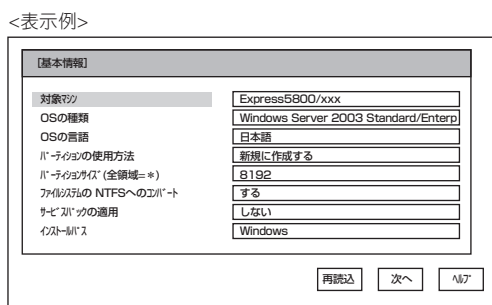 <表示例>
[基本情報]
対象ﾏｼﾝ Express5800/xxx
OSの種類 Windows Server 2003 Standard/Enterp
OSの言語 日本語
ﾊﾟｰﾃｨｼｮﾝの使用方法 新規に作成する
ﾊﾟｰﾃｨｼｮﾝｻｲｽﾞ(全領域=*) 8192
ﾌｧｲﾙｼｽﾃﾑの NTFSへのｺﾝﾊﾞｰﾄ する
ｻｰﾋﾞｽﾊﾟｯｸの適用 しない
ｲﾝｽﾄｰﾙﾊﾟｽ Windows
再読込 次へ ﾍﾙﾌﾟ